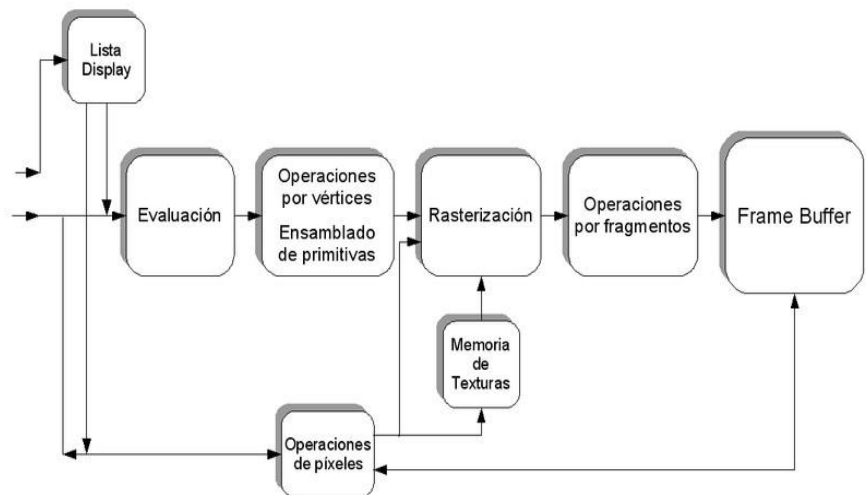 Lista
Display
Evaluación
Operaciones
por vértices
Ensamblado
de primitivas
Rasterización
Operaciones
por fragmentos
Frame Buffer
Memoria
de
Texturas
Operaciones
de píxeles